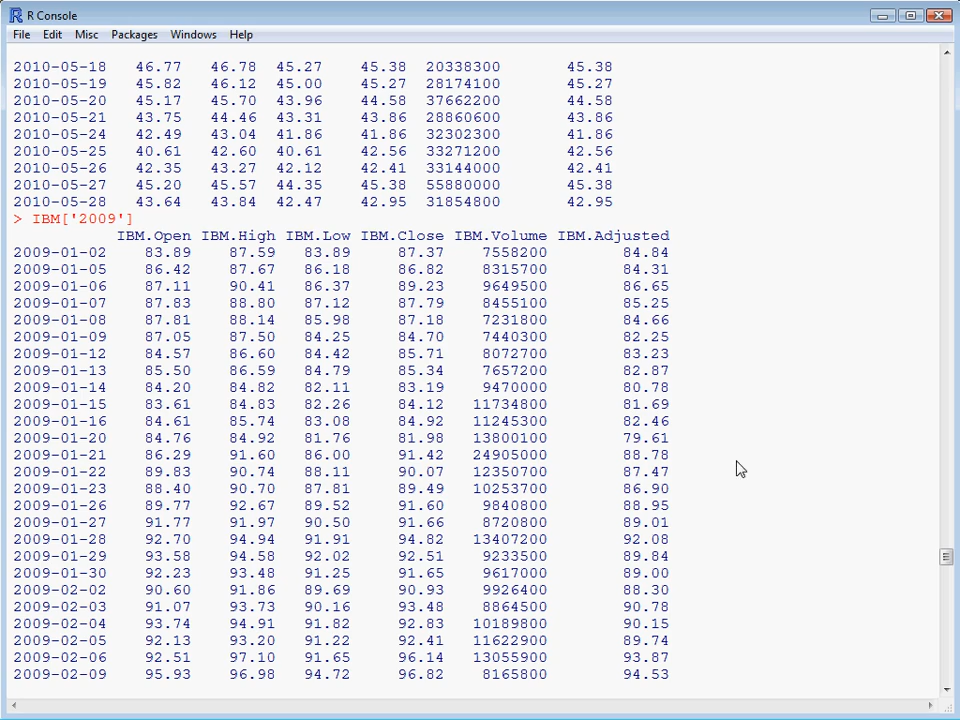 R Console
File Edit Misc Packages Windows Help
2010-05-18 46.77 46.78 45.27 45.38 20338300 45.38
2010-05-19 45.82 46.12 45.00 45.27 28174100 45.27
2010-05-20 45.17 45.70 43.96 44.58 37662200 44.58
2010-05-21 43.75 44.46 43.31 43.86 28860600 43.86
2010-05-24 42.49 43.04 41.86 41.86 32302300 41.86
2010-05-25 40.61 42.60 40.61 42.56 33271200 42.56
2010-05-26 42.35 43.27 42.12 42.41 33144000 42.41
2010-05-27 45.20 45.57 44.35 45.38 55880000 45.38
2010-05-28 43.64 43.84 42.47 42.95 31854800 42.95
> IBM['2009']
IBM.Open IBM.High IBM.Low IBM.Close IBM.Volume IBM.Adjusted
2009-01-02 83.89 87.59 83.89 87.37 7558200 84.84
2009-01-05 86.42 87.67 86.18 86.82 8315700 84.31
2009-01-06 87.11 90.41 86.37 89.23 9649500 86.65
2009-01-07 87.83 88.80 87.12 87.79 8455100 85.25
2009-01-08 87.81 88.14 85.98 87.18 7231800 84.66
2009-01-09 87.05 87.50 84.25 84.70 7440300 82.25
2009-01-12 84.57 86.60 84.42 85.71 8072700 83.23
2009-01-13 85.50 86.59 84.79 85.34 7657200 82.87
2009-01-14 84.20 84.82 82.11 83.19 9470000 80.78
2009-01-15 83.61 84.83 82.26 84.12 11734800 81.69
2009-01-16 84.61 85.74 83.08 84.92 11245300 82.46
2009-01-20 84.76 84.92 81.76 81.98 13800100 79.61
2009-01-21 86.29 91.60 86.00 91.42 24905000 88.78
2009-01-22 89.83 90.74 88.11 90.07 12350700 87.47
2009-01-23 88.40 90.70 87.81 89.49 10253700 86.90
2009-01-26 89.77 92.67 89.52 91.60 9840800 88.95
2009-01-27 91.77 91.97 90.50 91.66 8720800 89.01
2009-01-28 92.70 94.94 91.91 94.82 13407200 92.08
2009-01-29 93.58 94.58 92.02 92.51 9233500 89.84
2009-01-30 92.23 93.48 91.25 91.65 9617000 89.00
2009-02-02 90.60 91.86 89.69 90.93 9926400 88.30
2009-02-03 91.07 93.73 90.16 93.48 8864500 90.78
2009-02-04 93.74 94.91 91.82 92.83 10189800 90.15
2009-02-05 92.13 93.20 91.22 92.41 11622900 89.74
2009-02-06 92.51 97.10 91.65 96.14 13055900 93.87
2009-02-09 95.93 96.98 94.72 96.82 8165800 94.53